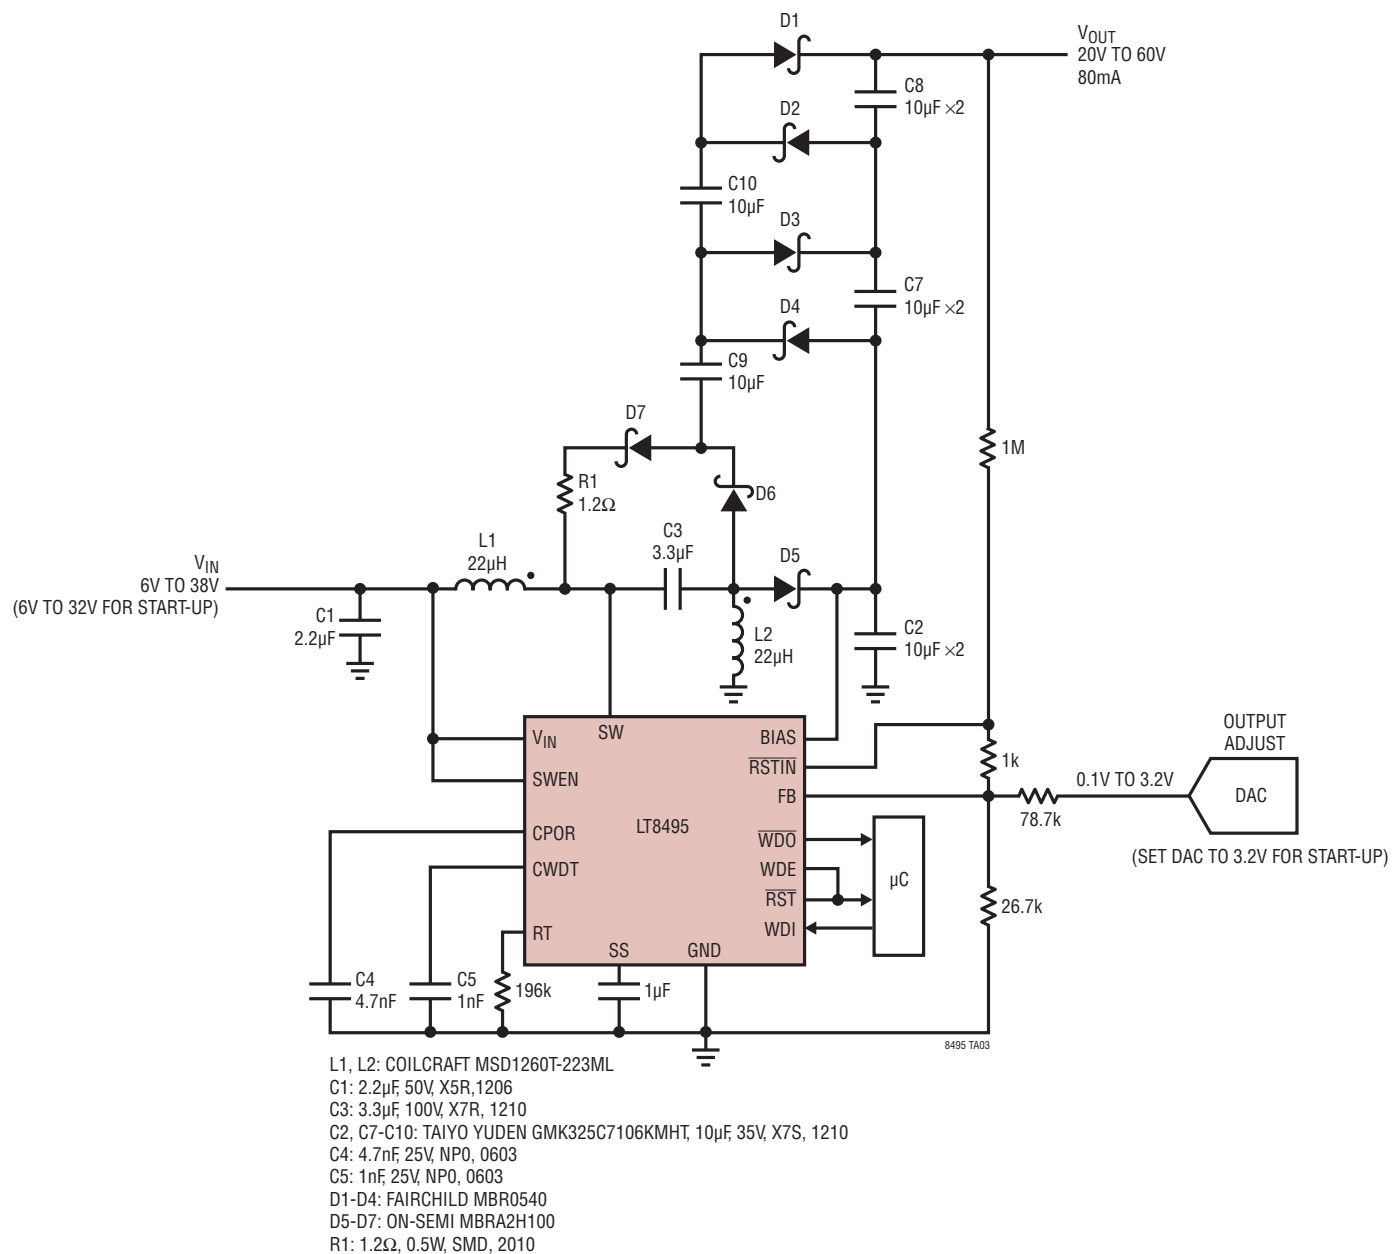 D1
V_OUT
20V TO 60V
80mA
C8
10µF ×2
D2
C10
10µF
D3
C7
10µF ×2
D4
C9
10µF
D7
1M
R1
1.2Ω
D6
C3
3.3µF
L1
22µH
D5
V_IN
6V TO 38V
(6V TO 32V FOR START-UP)
C1
2.2µF
L2
22µH
C2
10µF ×2
SW
V_IN
BIAS
SWEN
R̅S̅T̅I̅N̅
FB
LT8495
CPOR
W̅D̅O̅
CWDT
WDE
R̅S̅T̅
WDI
RT
SS
GND
µC
1k
OUTPUT
ADJUST
0.1V TO 3.2V
DAC
78.7k
(SET DAC TO 3.2V FOR START-UP)
26.7k
C4
4.7nF
C5
1nF
196k
1µF
8495 TA03
L1, L2: COILCRAFT MSD1260T-223ML
C1: 2.2µF, 50V, X5R,1206
C3: 3.3µF, 100V, X7R, 1210
C2, C7-C10: TAIYO YUDEN GMK325C7106KMHT, 10µF, 35V, X7S, 1210
C4: 4.7nF, 25V, NP0, 0603
C5: 1nF, 25V, NP0, 0603
D1-D4: FAIRCHILD MBR0540
D5-D7: ON-SEMI MBRA2H100
R1: 1.2Ω, 0.5W, SMD, 2010